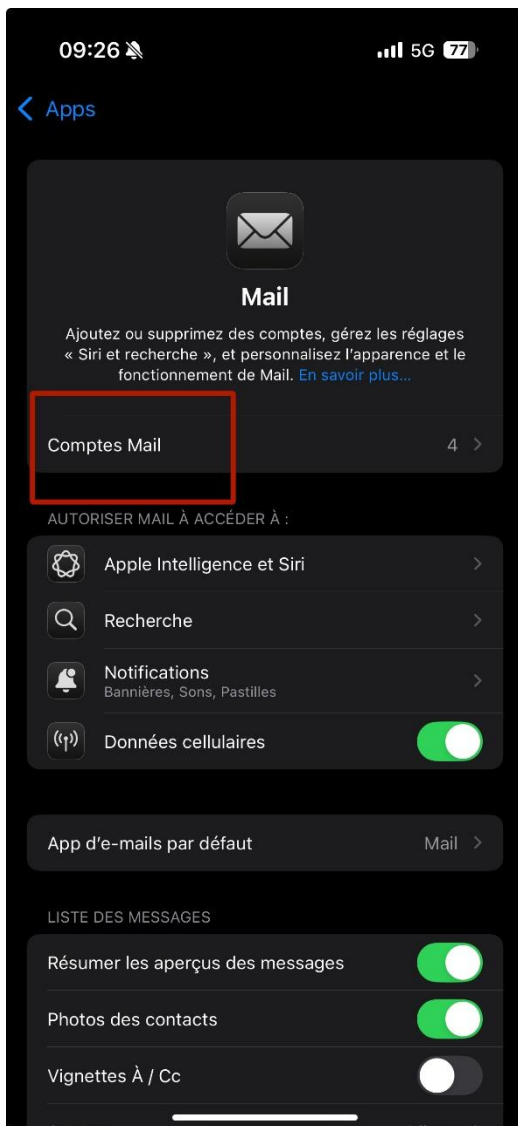 09:26
5G 77
Apps
Mail
Ajoutez ou supprimez des comptes, gérez les réglages
« Siri et recherche », et personnalisez l'apparence et le
fonctionnement de Mail. En savoir plus...
Comptes Mail 4
AUTORISER MAIL À ACCÉDER À :
Apple Intelligence et Siri
Recherche
Notifications
Bannières, Sons, Pastilles
Données cellulaires
App d'e-mails par défaut Mail
LISTE DES MESSAGES
Résumer les aperçus des messages
Photos des contacts
Vignettes À / Cc